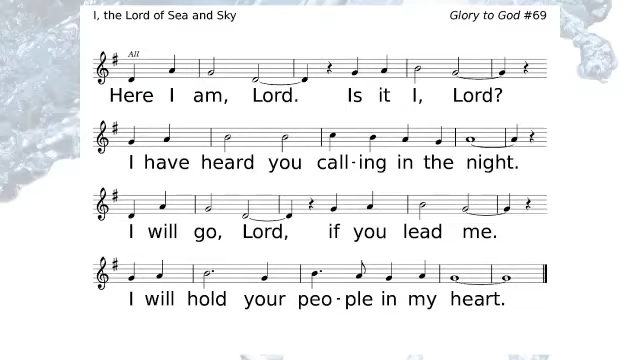 I, the Lord of Sea and Sky Glory to God #69
All
Here I am, Lord. Is it I, Lord?
I have heard you call-ing in the night.
I will go, Lord, if you lead me.
I will hold your peo-ple in my heart.